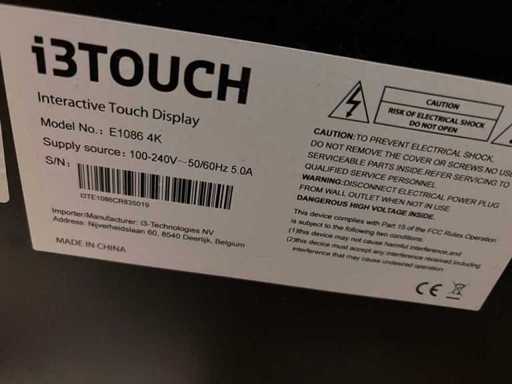 i3TOUCH
Interactive Touch Display
Model No.: E1086 4K
Supply source: 100-240V~50/60Hz 5.0A
S/N:
I3TE1086CR835019
Importer/Manufacturer: i3-Technologies NV
Address: Nijverheidslaan 60, 8540 Deerlijk, Belgium
MADE IN CHINA
CAUTION
RISK OF ELECTRICAL SHOCK
DO NOT OPEN
CAUTION:TO PREVENT ELECTRICAL SHOCK,
DO NOT REMOVE THE COVER OR SCREWS.NO USE
SERVICEABLE PARTS INSIDE.REFER SERVICING TO
QUALIFIED SERVICE PERSONNEL.
WARNING:DISCONNECT ELECTRICAL POWER PLUG
FROM WALL OUTLET WHEN NOT IN USE
DANGEROUS HIGH VOLTAGE INSIDE.
This device complies with Part 15 of the FCC Rules Operation
is subject to the following two conditions.
(1)this device may not cause harmful interference,and
(2)this device must accept any interference received including
interference that may cause undesired operation.
CE